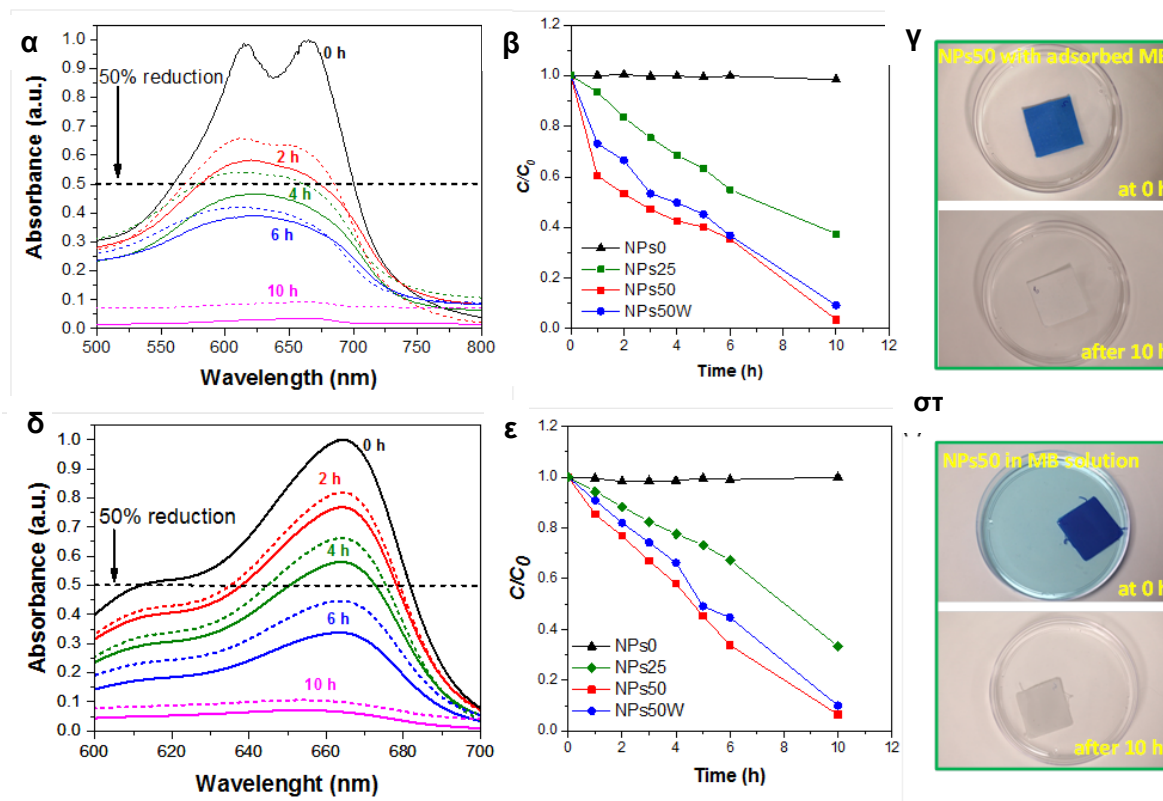 α
Absorbance (a.u.)
1.0
0.9
0.8
0.7
0.6
0.5
0.4
0.3
0.2
0.1
0.0
50% reduction
0 h
2 h
4 h
6 h
10 h
500 550 600 650 700 750 800
Wavelength (nm)
β
C/C0
1.2
1.0
0.8
0.6
0.4
0.2
0.0
NPs0
NPs25
NPs50
NPs50W
0 2 4 6 8 10 12
Time (h)
γ
NPs50 with adsorbed MB
at 0 h
after 10 h
δ
Absorbance (a.u.)
1.0
0.9
0.8
0.7
0.6
0.5
0.4
0.3
0.2
0.1
0.0
50% reduction
0 h
2 h
4 h
6 h
10 h
600 620 640 660 680 700
Wavelenght (nm)
ε
C/C0
1.2
1.0
0.8
0.6
0.4
0.2
0.0
NPs0
NPs25
NPs50
NPs50W
0 2 4 6 8 10 12
Time (h)
στ
NPs50 in MB solution
at 0 h
after 10 h